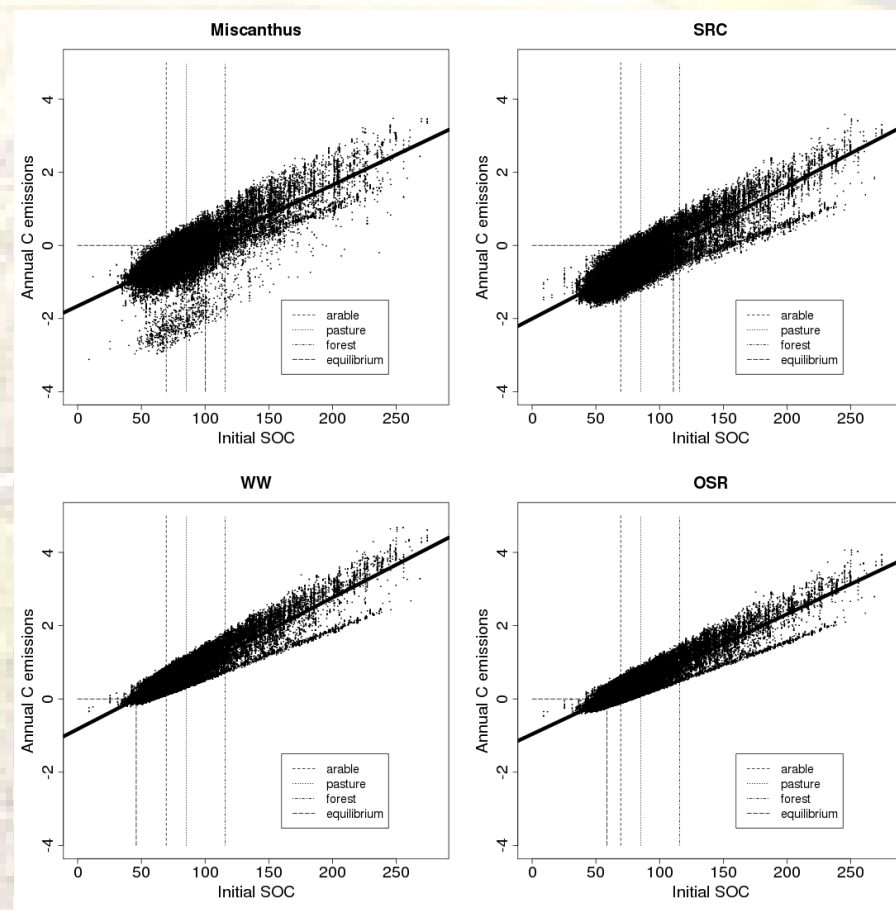 Miscanthus
Annual C emissions
4
2
0
-2
-4
arable
pasture
forest
equilibrium
0 50 100 150 200 250
Initial SOC
SRC
Annual C emissions
4
2
0
-2
-4
arable
pasture
forest
equilibrium
0 50 100 150 200 250
Initial SOC
WW
Annual C emissions
4
2
0
-2
-4
arable
pasture
forest
equilibrium
0 50 100 150 200 250
Initial SOC
OSR
Annual C emissions
4
2
0
-2
-4
arable
pasture
forest
equilibrium
0 50 100 150 200 250
Initial SOC